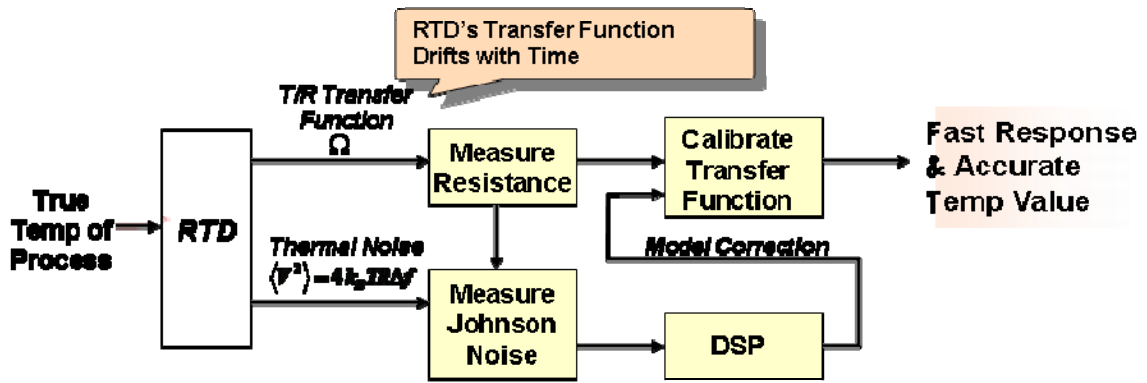 RTD's Transfer Function
Drifts with Time
T/R Transfer
Function
Ω
Measure
Resistance
Calibrate
Transfer
Function
Fast Response
& Accurate
Temp Value
True
Temp of
Process
RTD
Thermal Noise
⟨V²⟩ = 4k_BTRΔf
Measure
Johnson
Noise
Model Correction
DSP